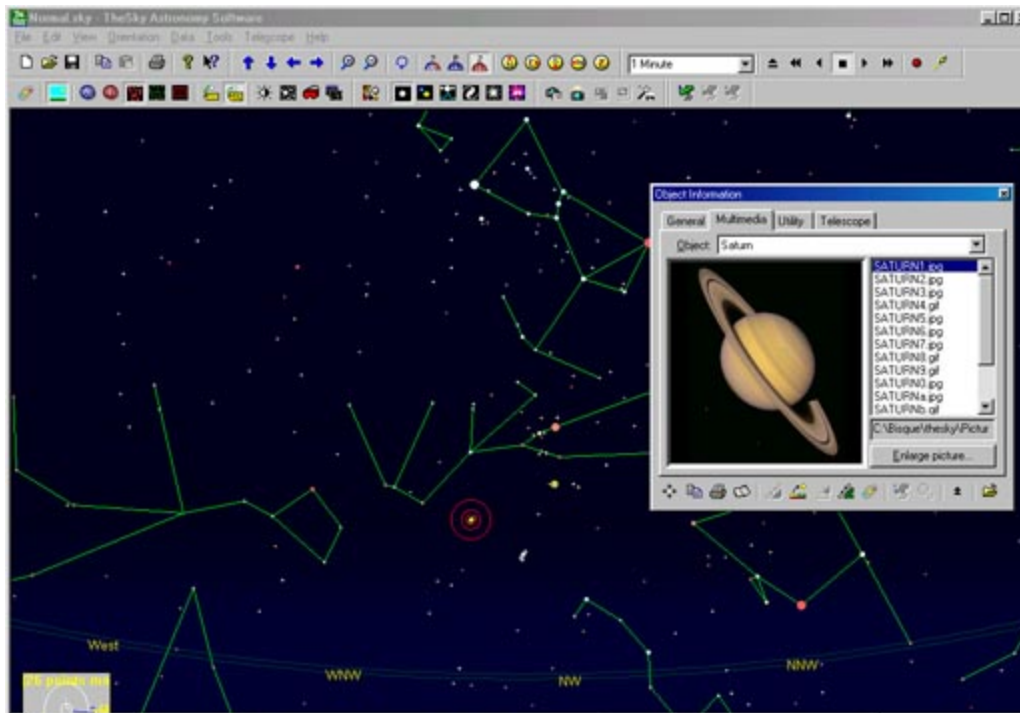 Normal.sky - TheSky Astronomy Software
File Edit View Orientation Data Tools Telescope Help
1 Minute
Object Information
General Multimedia Utility Telescope
Object: Saturn
SATURN1.jpg
SATURN2.jpg
SATURN3.jpg
SATURN4.gif
SATURN5.jpg
SATURN6.jpg
SATURN7.jpg
SATURN8.gif
SATURN9.gif
SATURN0.jpg
SATURNa.jpg
SATURNb.gif
C:\Bisque\thesky\Pictur
Enlarge picture...
West
WNW
NW
NNW
points